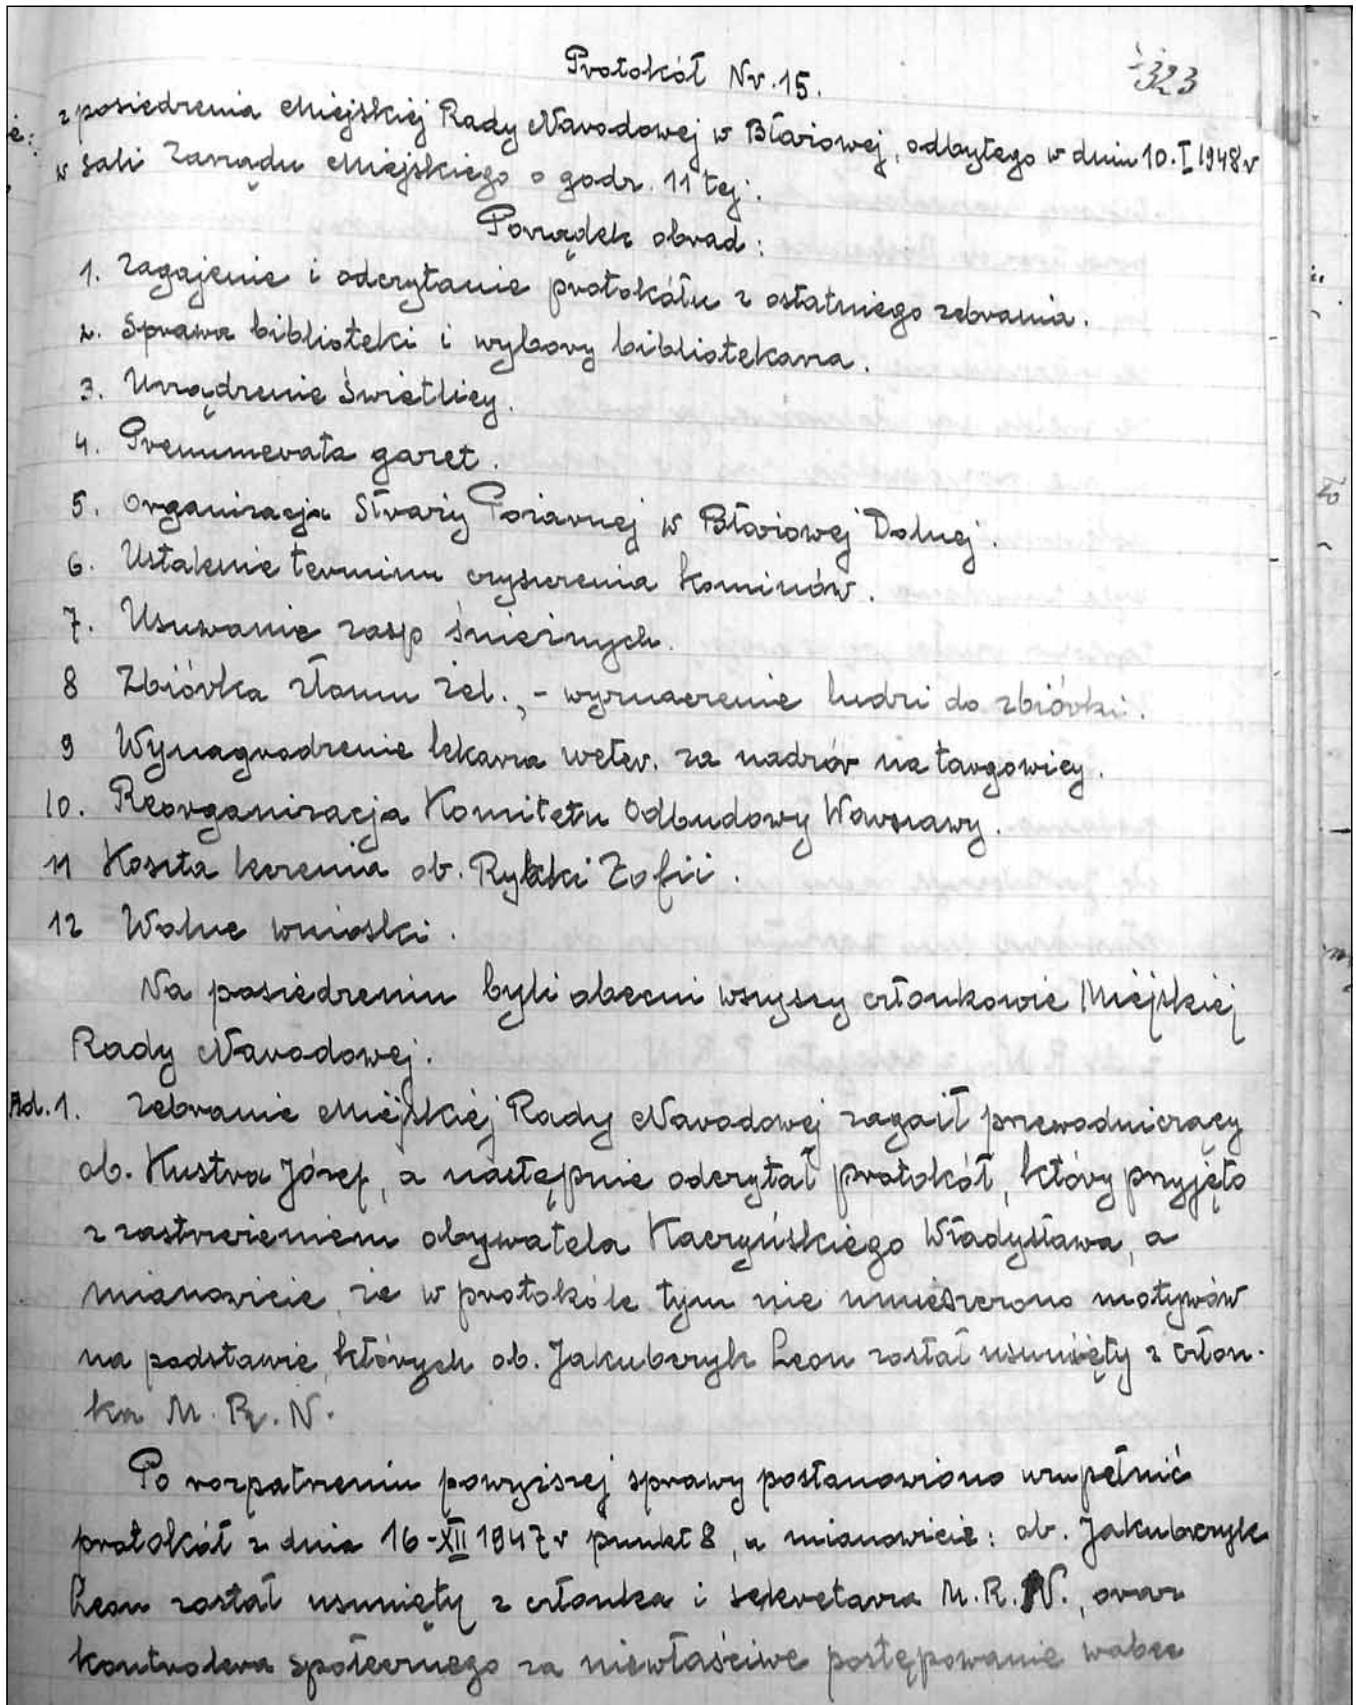 323
Protokół Nr. 15.
z posiedzenia Miejskiej Rady Narodowej w Błażowej, odbytego w dniu 10. I 1948 r
w sali Zarządu Miejskiego o godz. 11 tej.
Porządek obrad:
1. Zagajenie i odczytanie protokółu z ostatniego zebrania.
2. Sprawa biblioteki i wybory bibliotekarza.
3. Urządzenie Świetlicy.
4. Prenumerata gazet.
5. Organizacja Straży Pożarnej w Błażowej Dolnej.
6. Ustalenie terminu czyszczenia kominów.
7. Usuwanie zasp śnieżnych.
8 Zbiórka złomu żel., - wyznaczenie ludzi do zbiórki.
9 Wynagrodzenie lekarza weter. za nadzór na targowicy.
10. Reorganizacja Komitetu Odbudowy Warszawy.
11 Koszta leczenia ob. Rybki Zofii.
12 Wolne wnioski.
Na posiedzeniu byli obecni wszyscy członkowie Miejskiej
Rady Narodowej.
Ad. 1. Zebranie Miejskiej Rady Narodowej zagaił przewodniczący
ob. Kustra Józef, a następnie odczytał protokół, który przyjęto
z zastrzeżeniem obywatela Kaczyńskiego Władysława, a
mianowicie, że w protokóle tym nie umieszczono motywów
na podstawie, których ob. Jakubczyk Leon został usunięty z człon-
ka M. R. N.
Po rozpatrzeniu powyższej sprawy postanowiono uzupełnić
protokół z dnia 16-XII 1947 r punkt 8, a mianowicie: ob. Jakubczyk
Leon został usunięty z członka i sekretarza M. R. N., oraz
kontrolera społecznego za niewłaściwe postępowanie wobec